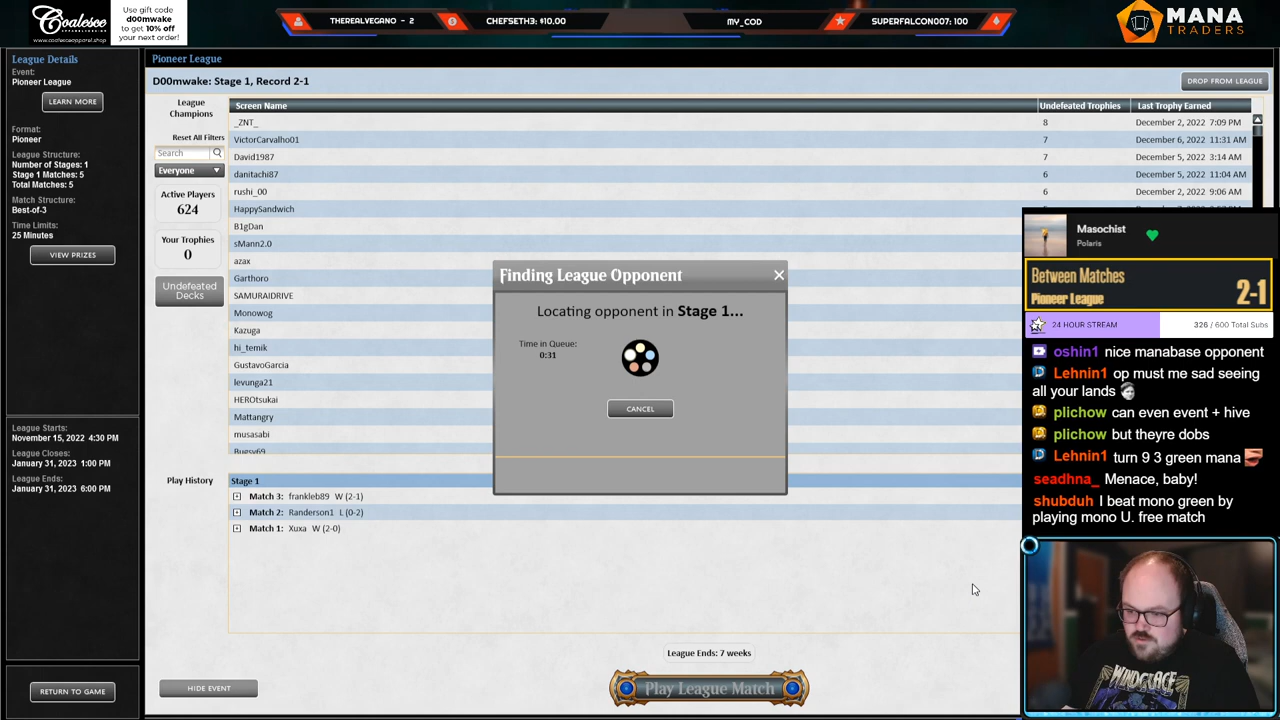 Coalesce
APPAREL
www.coalesceapparel.shop
Use gift code
d00mwake
to get 10% off
your next order!
THEREALVEGANO - 2
CHEFSETH3: $10.00
MY_COD
SUPERFALCON007: 100
MANA
TRADERS
League Details
Event:
Pioneer League
LEARN MORE
Format:
Pioneer
League Structure:
Number of Stages: 1
Stage 1 Matches: 5
Total Matches: 5
Match Structure:
Best-of-3
Time Limits:
25 Minutes
VIEW PRIZES
League Starts:
November 15, 2022 4:30 PM
League Closes:
January 31, 2023 1:00 PM
League Ends:
January 31, 2023 6:00 PM
RETURN TO GAME
Pioneer League
D00mwake: Stage 1, Record 2-1
DROP FROM LEAGUE
League
Champions
Reset All Filters
Search
Everyone
Active Players
624
Your Trophies
0
Undefeated
Decks
Screen Name Undefeated Trophies Last Trophy Earned
_ZNT_ 8 December 2, 2022 7:09 PM
VictorCarvalho01 7 December 6, 2022 11:31 AM
David1987 7 December 5, 2022 3:14 AM
danitachi87 6 December 5, 2022 11:04 AM
rushi_00 6 December 2, 2022 9:06 AM
HappySandwich
B1gDan
sMann2.0
azax
Garthoro
SAMURAIDRIVE
Monowog
Kazuga
hi_temik
GustavoGarcia
levunga21
HEROtsukai
Mattangry
musasabi
Bugsy69
Finding League Opponent
Locating opponent in Stage 1...
Time in Queue:
0:31
CANCEL
Play History
Stage 1
Match 3: frankleb89 W (2-1)
Match 2: Randerson1 L (0-2)
Match 1: Xuxa W (2-0)
League Ends: 7 weeks
HIDE EVENT
Play League Match
Masochist
Polaris
Between Matches
Pioneer League
2-1
24 HOUR STREAM
326 / 600 Total Subs
oshin1 nice manabase opponent
Lehnin1 op must me sad seeing
all your lands
plichow can even event + hive
plichow but theyre dobs
Lehnin1 turn 9 3 green mana
seadhna_ Menace, baby!
shubduh I beat mono green by
playing mono U. free match
WINDFACE